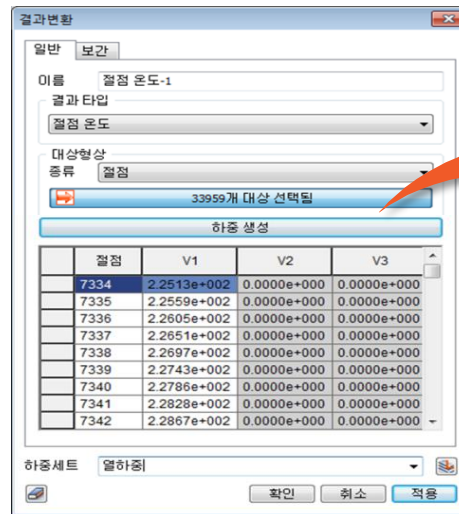 결과변환
일반 보간
이름 절점 온도-1
결과 타입
절점 온도
대상형상
종류 절점
33959개 대상 선택됨
하중 생성
절점 V1 V2 V3
7334 2.2513e+002 0.0000e+000 0.0000e+000
7335 2.2559e+002 0.0000e+000 0.0000e+000
7336 2.2605e+002 0.0000e+000 0.0000e+000
7337 2.2651e+002 0.0000e+000 0.0000e+000
7338 2.2697e+002 0.0000e+000 0.0000e+000
7339 2.2743e+002 0.0000e+000 0.0000e+000
7340 2.2786e+002 0.0000e+000 0.0000e+000
7341 2.2828e+002 0.0000e+000 0.0000e+000
7342 2.2867e+002 0.0000e+000 0.0000e+000
하중세트 열하중
확인 취소 적용